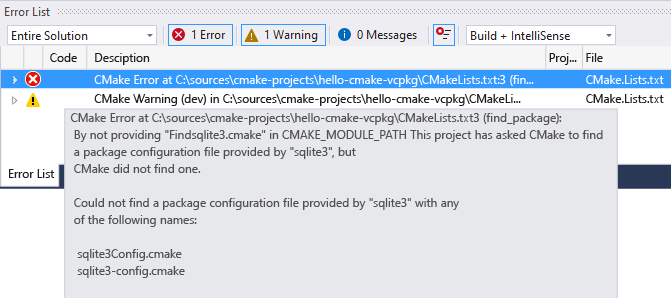 Error List
Entire Solution
1 Error
1 Warning
0 Messages
Build + IntelliSense
Code
Desciption
Proj...
File
CMake Error at C:\sources\cmake-projects\hello-cmake-vcpkg\CMakeLists.txt:3 (fin...
CMake.Lists.txt
CMake Warning (dev) in C:\sources\cmake-projects\hello-cmake-vcpkg\CMakeLi...
CMake.Lists.txt
CMake Error at C:\sources\cmake-projects\hello-cmake-vcpkg\CMakeLists.txt3 (find_package):
By not providing "Findsqlite3.cmake" in CMAKE_MODULE_PATH This project has asked CMake to find
a package configuration file provided by "sqlite3", but
CMake did not find one.
Could not find a package configuration file provided by "sqlite3" with any
of the following names:
sqlite3Config.cmake
sqlite3-config.cmake
Error List